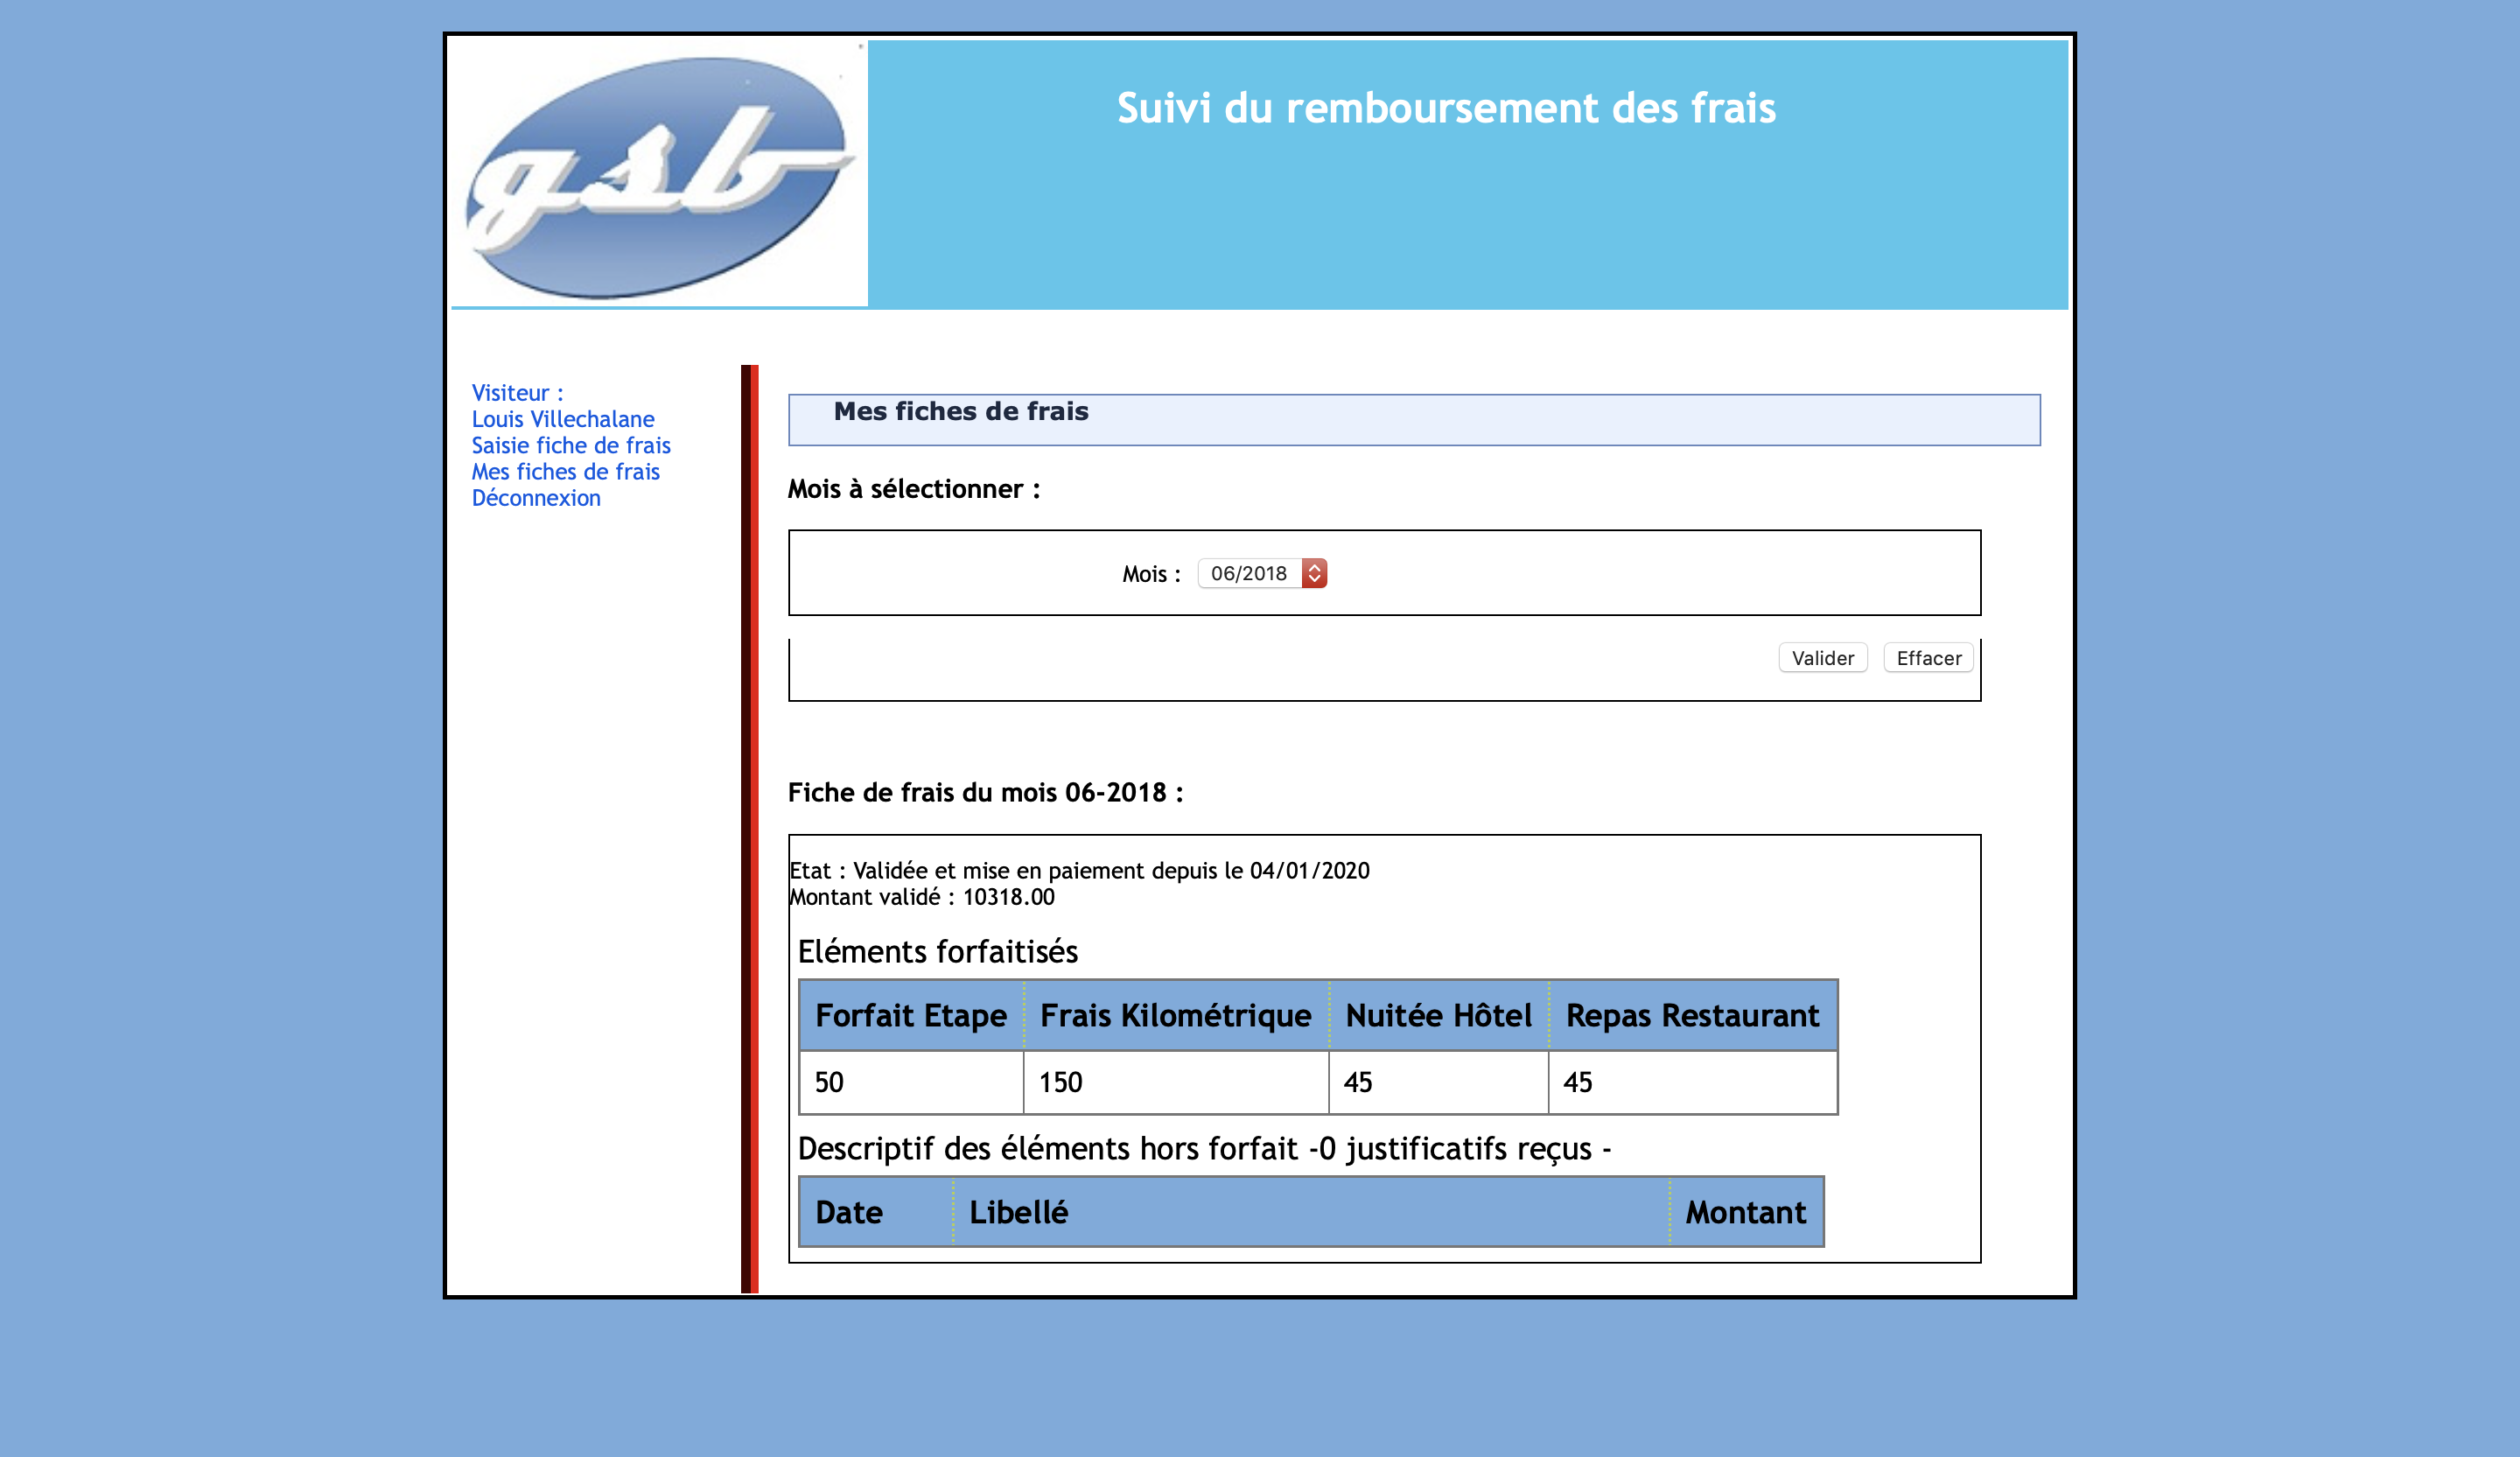 gsb
Suivi du remboursement des frais
Visiteur :
Louis Villechalane
Saisie fiche de frais
Mes fiches de frais
Déconnexion
Mes fiches de frais
Mois à sélectionner :
Mois : 06/2018
Valider Effacer
Fiche de frais du mois 06-2018 :
Etat : Validée et mise en paiement depuis le 04/01/2020
Montant validé : 10318.00
Eléments forfaitisés
Forfait Etape Frais Kilométrique Nuitée Hôtel Repas Restaurant
50 150 45 45
Descriptif des éléments hors forfait -0 justificatifs reçus -
Date Libellé Montant